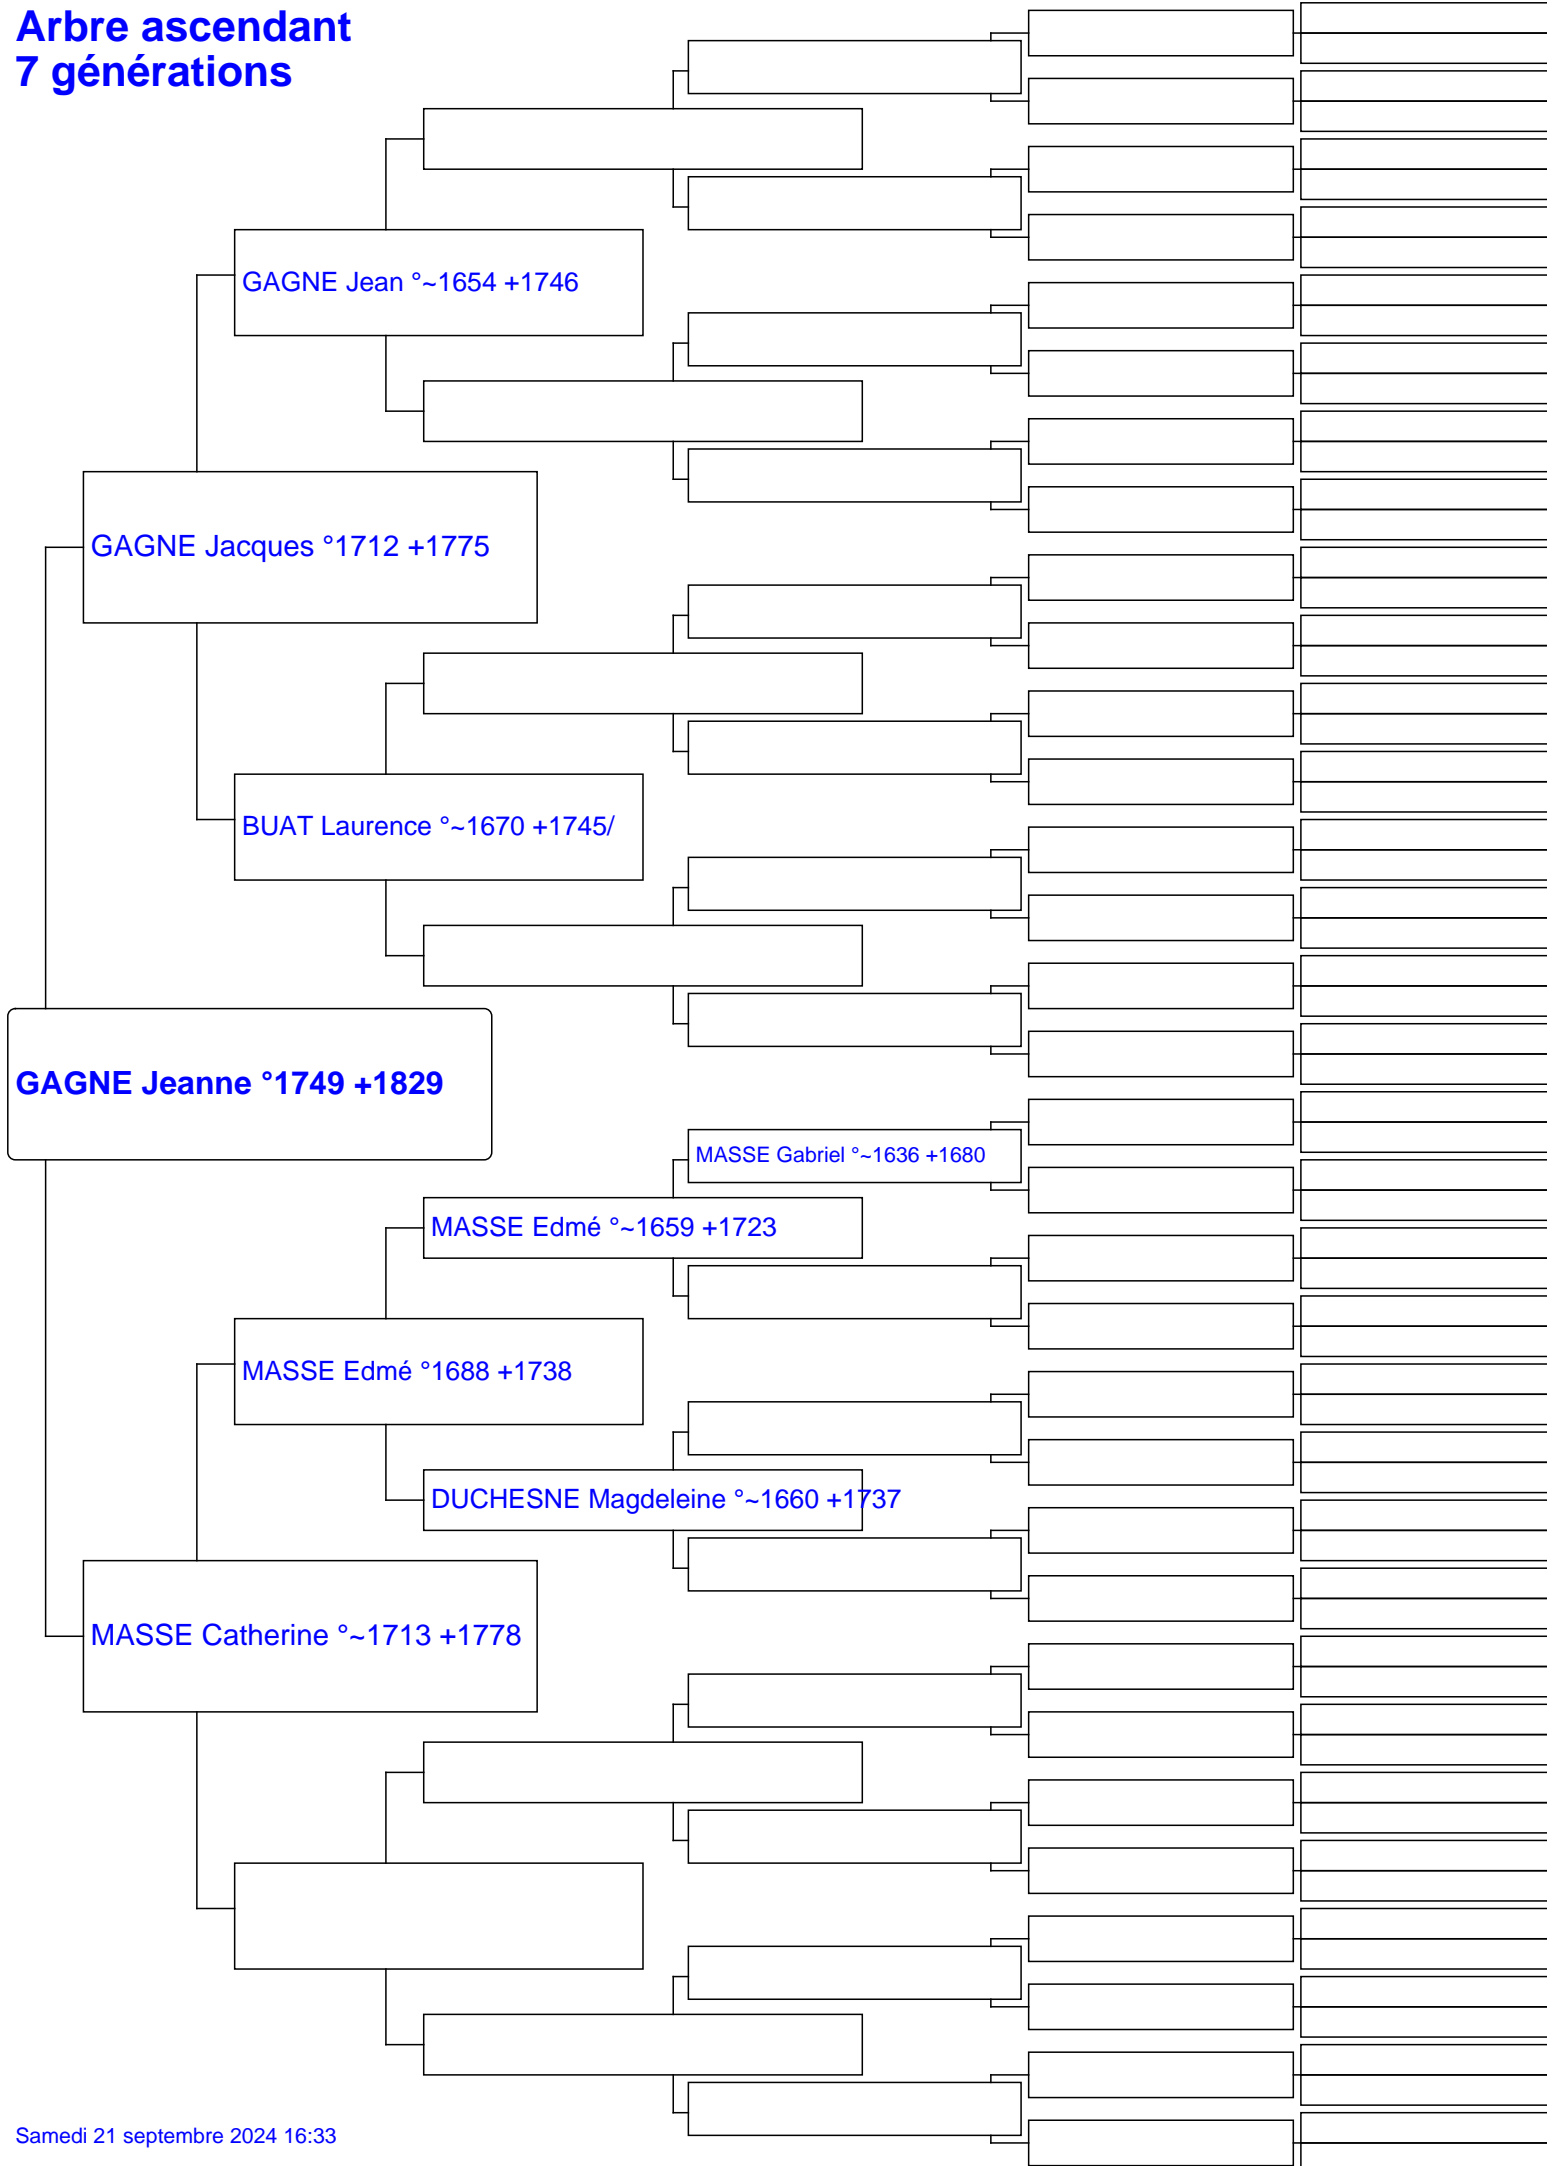 Arbre ascendant
7 générations
GAGNE Jean °~1654 +1746
GAGNE Jacques °1712 +1775
BUAT Laurence °~1670 +1745/
GAGNE Jeanne °1749 +1829
MASSE Gabriel °~1636 +1680
MASSE Edmé °~1659 +1723
MASSE Edmé °1688 +1738
DUCHESNE Magdeleine °~1660 +1737
MASSE Catherine °~1713 +1778
Samedi 21 septembre 2024 16:33